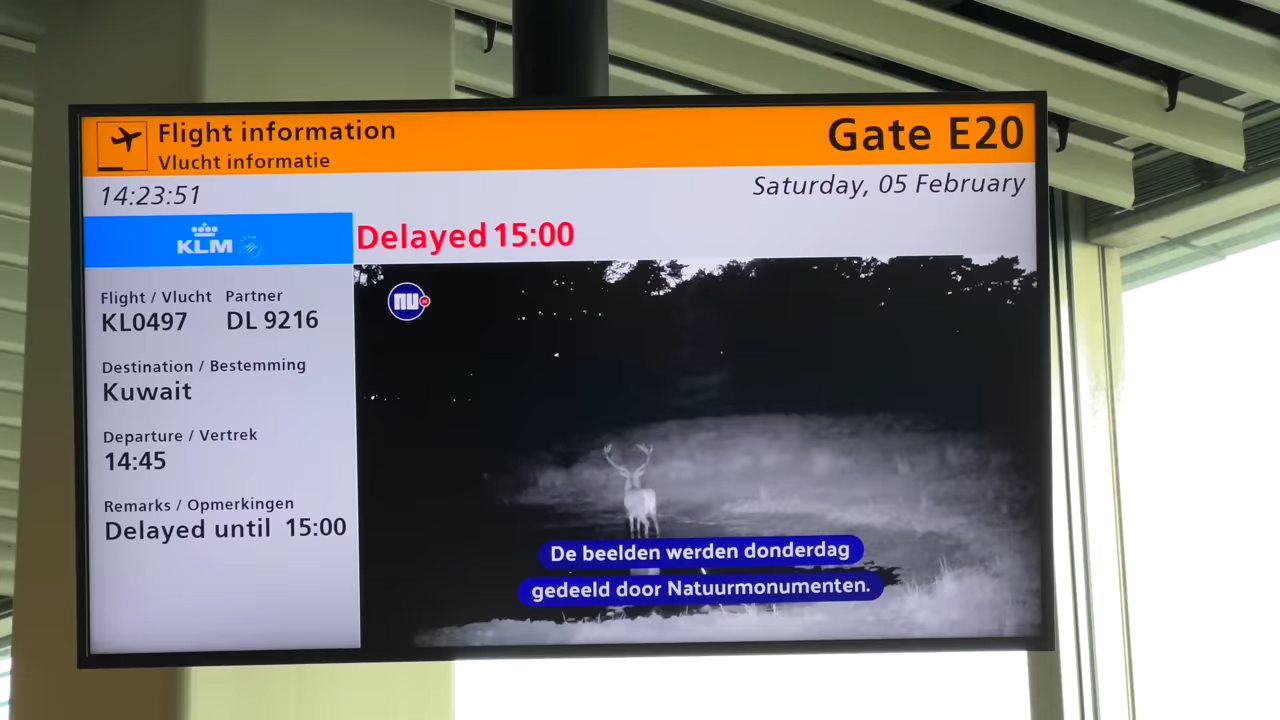 Flight information
Vlucht informatie
Gate E20
14:23:51
Saturday, 05 February
KLM
Delayed 15:00
nu
Flight / Vlucht Partner
KL0497 DL 9216
Destination / Bestemming
Kuwait
Departure / Vertrek
14:45
Remarks / Opmerkingen
Delayed until 15:00
De beelden werden donderdag
gedeeld door Natuurmonumenten.